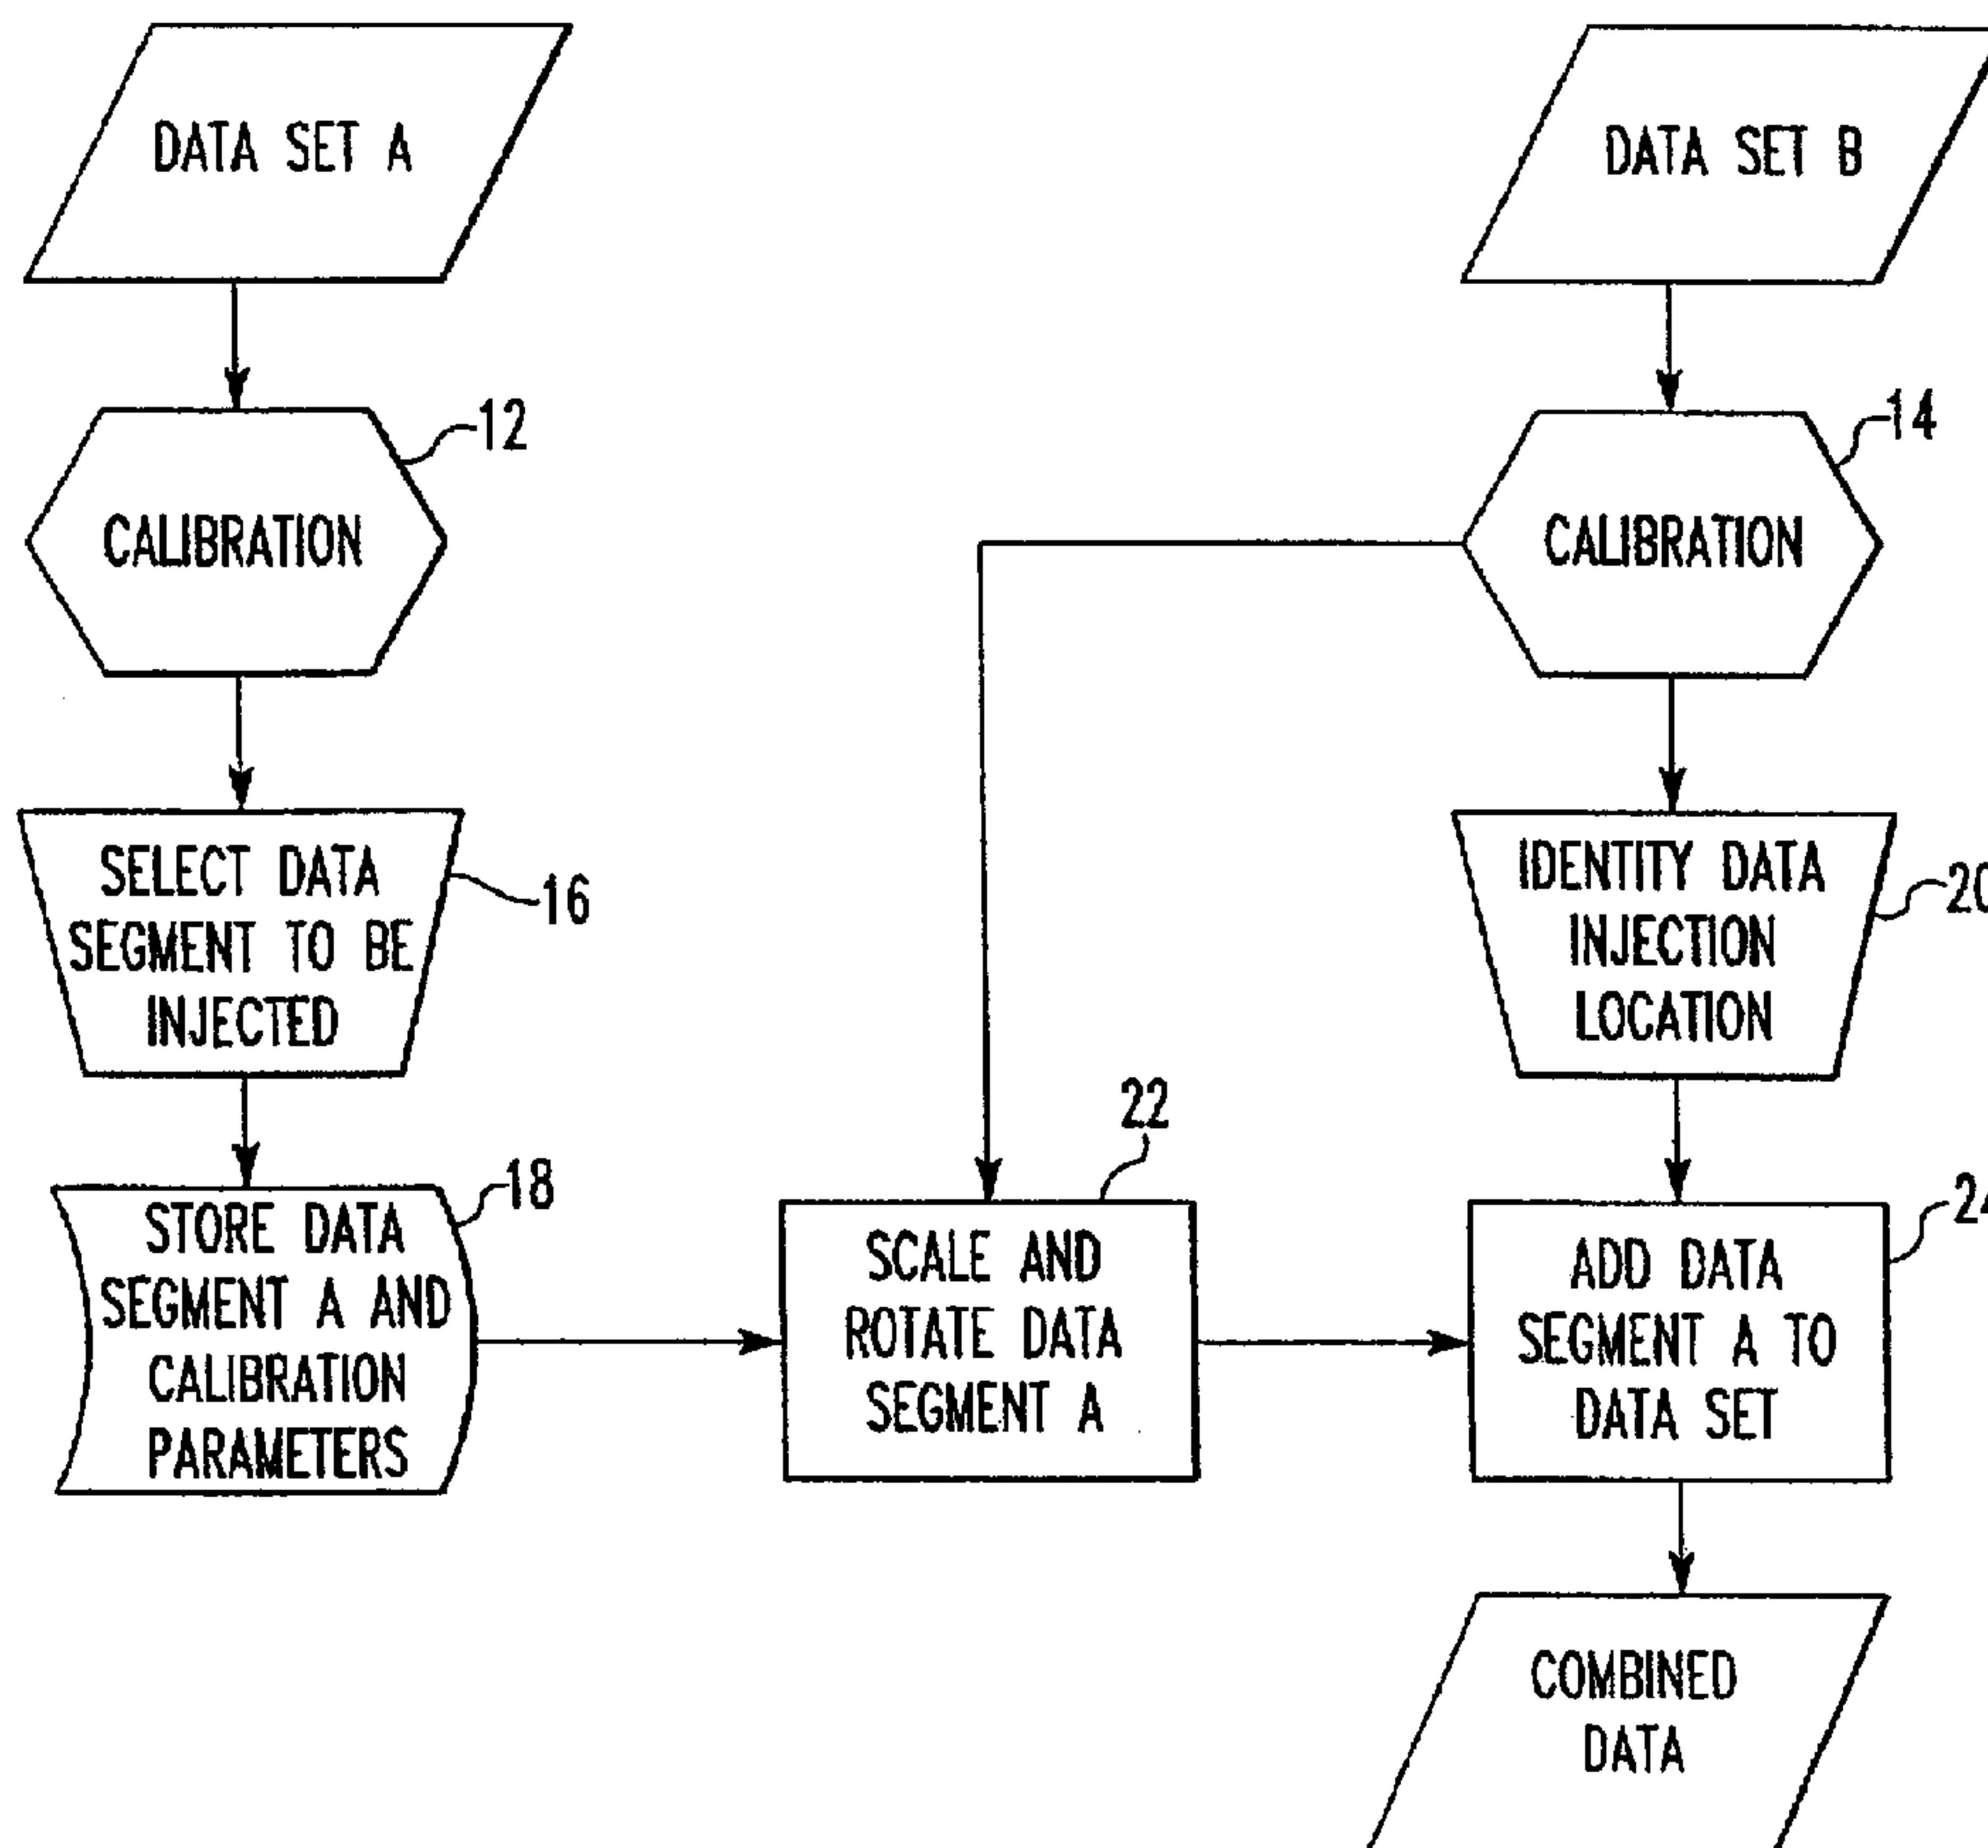 DATA SET A
DATA SET B
12
CALIBRATION
14
CALIBRATION
SELECT DATA
SEGMENT TO BE
INJECTED
16
IDENTITY DATA
INJECTION
LOCATION
20
18
STORE DATA
SEGMENT A AND
CALIBRATION
PARAMETERS
22
SCALE AND
ROTATE DATA
SEGMENT A
24
ADD DATA
SEGMENT A TO
DATA SET
COMBINED
DATA